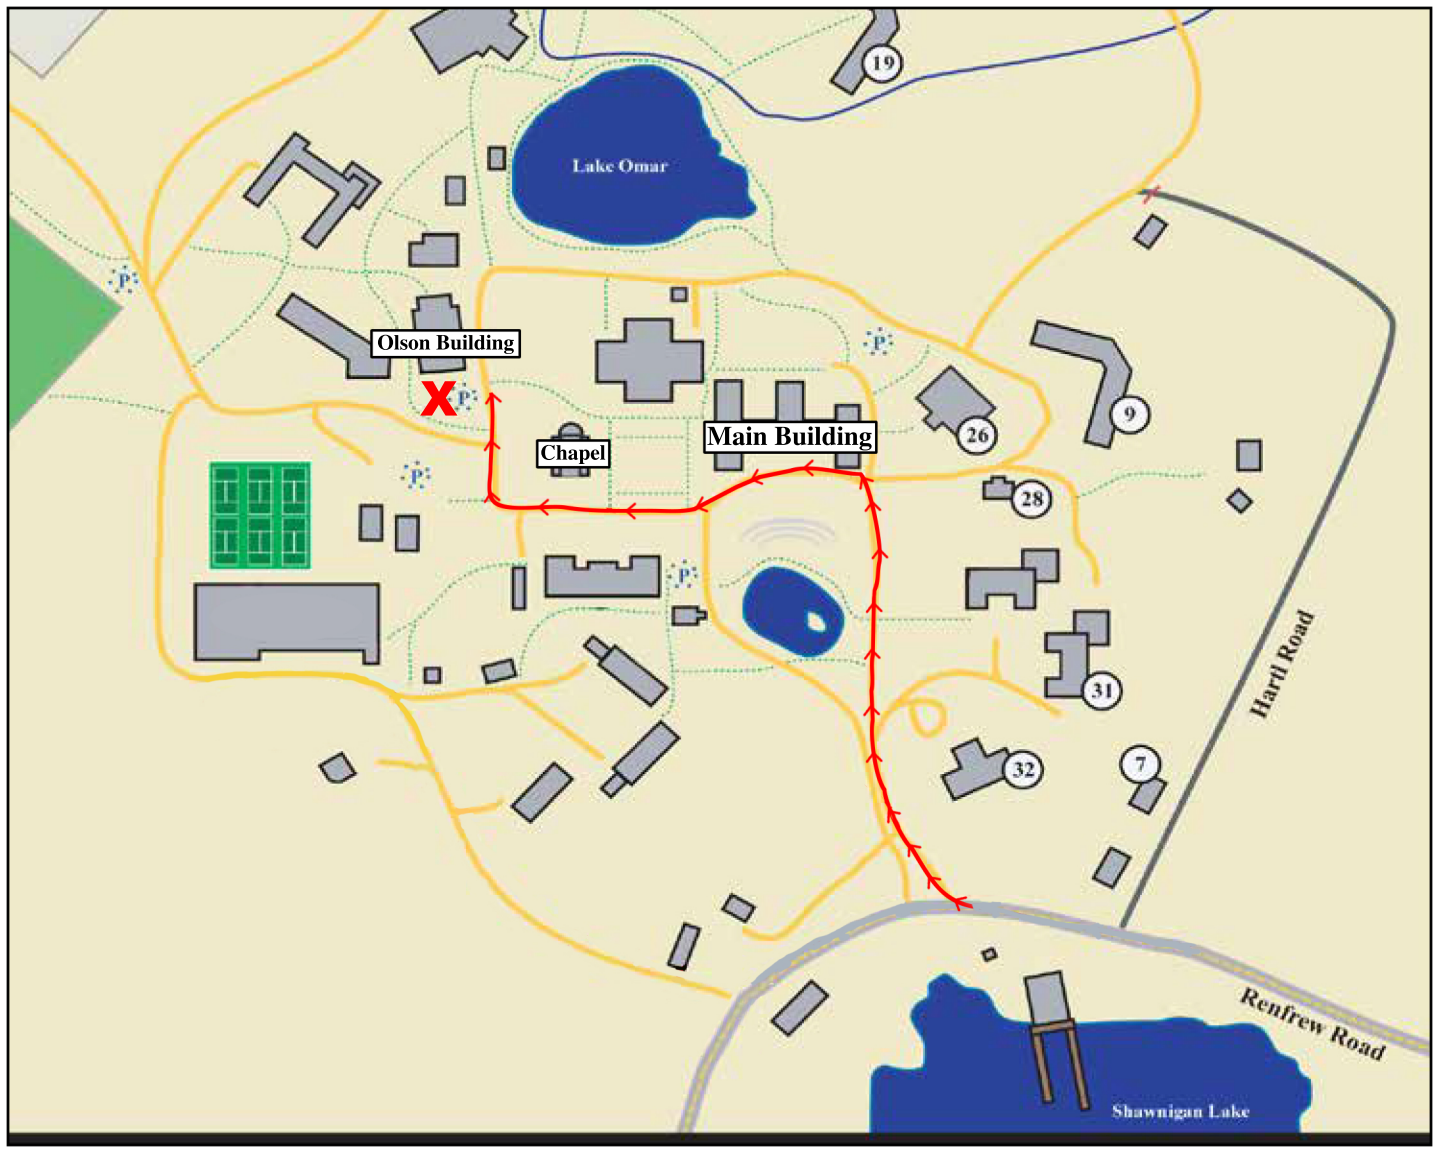 19
Lake Omar
P
Olson Building
P
9
X
P
Main Building
26
Chapel
P
28
P
Hartl Road
31
32
7
Renfrew Road
Shawnigan Lake